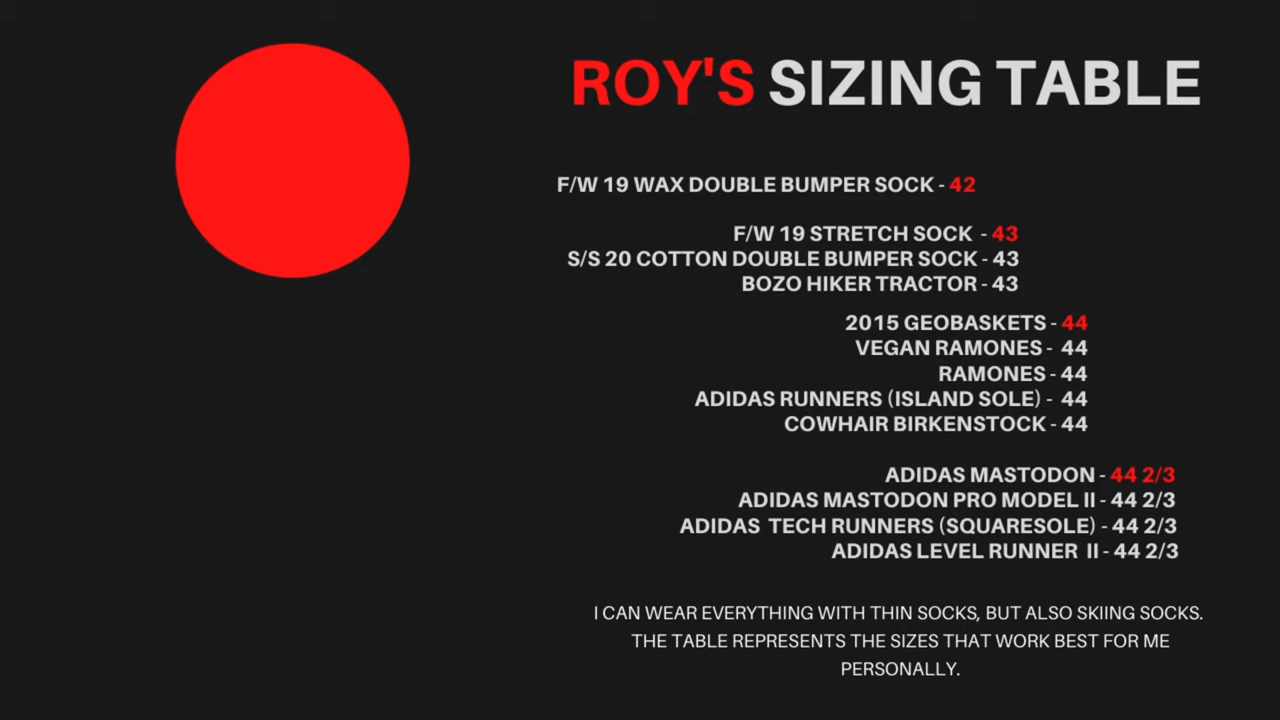 ROY'S SIZING TABLE
F/W 19 WAX DOUBLE BUMPER SOCK - 42
F/W 19 STRETCH SOCK - 43
S/S 20 COTTON DOUBLE BUMPER SOCK - 43
BOZO HIKER TRACTOR - 43
2015 GEOBASKETS - 44
VEGAN RAMONES - 44
RAMONES - 44
ADIDAS RUNNERS (ISLAND SOLE) - 44
COWHAIR BIRKENSTOCK - 44
ADIDAS MASTODON - 44 2/3
ADIDAS MASTODON PRO MODEL II - 44 2/3
ADIDAS TECH RUNNERS (SQUARESOLE) - 44 2/3
ADIDAS LEVEL RUNNER II - 44 2/3
I CAN WEAR EVERYTHING WITH THIN SOCKS, BUT ALSO SKIING SOCKS.
THE TABLE REPRESENTS THE SIZES THAT WORK BEST FOR ME
PERSONALLY.